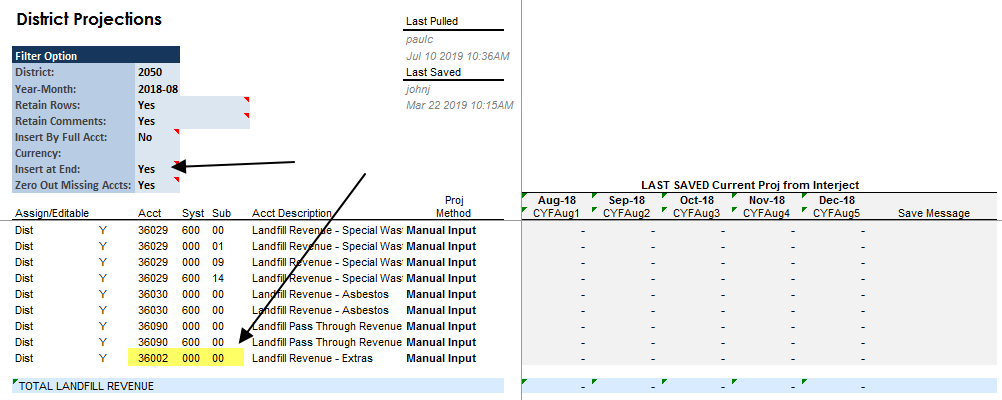 District Projections
Last Pulled
paulc
Jul 10 2019 10:36AM
Last Saved
johnj
Mar 22 2019 10:15AM
Filter Option
District: 2050
Year-Month: 2018-08
Retain Rows: Yes
Retain Comments: Yes
Insert By Full Acct: No
Currency:
Insert at End: Yes
Zero Out Missing Accts: Yes
LAST SAVED Current Proj from Interject
Proj Aug-18 Sep-18 Oct-18 Nov-18 Dec-18
Assign/Editable Acct Syst Sub Acct Description Method CYFAug1 CYFAug2 CYFAug3 CYFAug4 CYFAug5 Save Message
Dist Y 36029 600 00 Landfill Revenue - Special Was Manual Input - - - - -
Dist Y 36029 000 01 Landfill Revenue - Special Was Manual Input - - - - -
Dist Y 36029 000 09 Landfill Revenue - Special Was Manual Input - - - - -
Dist Y 36029 600 14 Landfill Revenue - Special Was Manual Input - - - - -
Dist Y 36030 000 00 Landfill Revenue - Asbestos Manual Input - - - - -
Dist Y 36030 600 00 Landfill Revenue - Asbestos Manual Input - - - - -
Dist Y 36090 000 00 Landfill Pass Through Revenue Manual Input - - - - -
Dist Y 36090 600 00 Landfill Pass Through Revenue Manual Input - - - - -
Dist Y 36002 000 00 Landfill Revenue - Extras Manual Input - - - - -
TOTAL LANDFILL REVENUE - - - - -